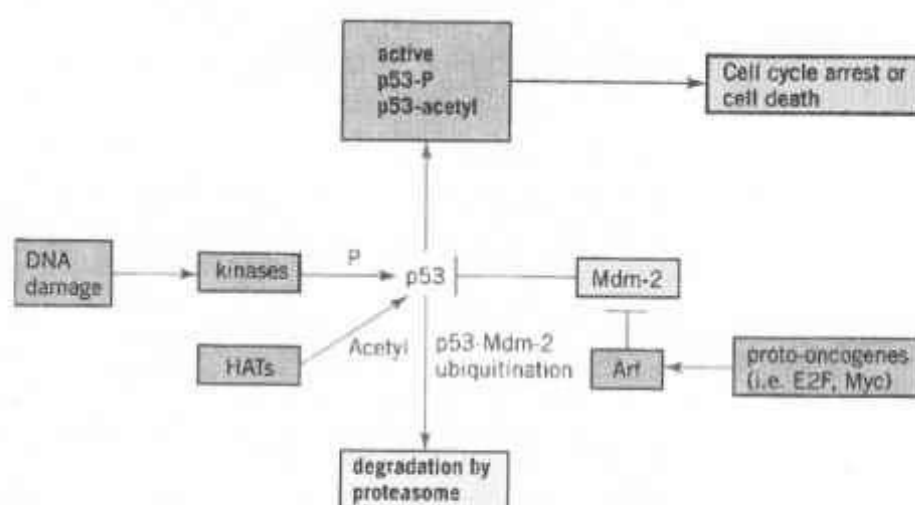 active
p53-P
p53-acetyl
Cell cycle arrest or
cell death
DNA
damage
kinases
P
p53
Mdm-2
HATs
Acetyl
p53-Mdm-2
ubiquitination
Arf
proto-oncogenes
(i.e. E2F, Myc)
degradation by
proteasome